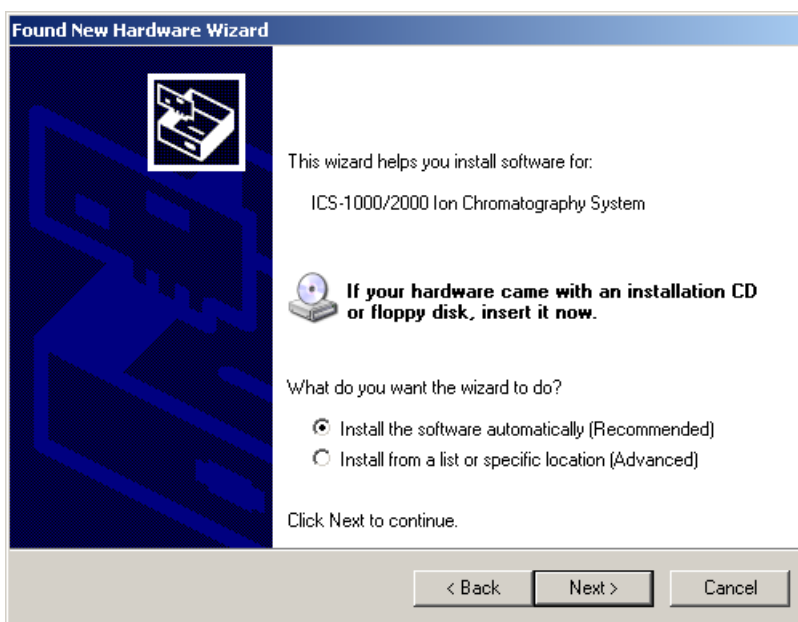 Found New Hardware Wizard
This wizard helps you install software for:
ICS-1000/2000 Ion Chromatography System
If your hardware came with an installation CD
or floppy disk, insert it now.
What do you want the wizard to do?
Install the software automatically (Recommended)
Install from a list or specific location (Advanced)
Click Next to continue.
< Back Next > Cancel